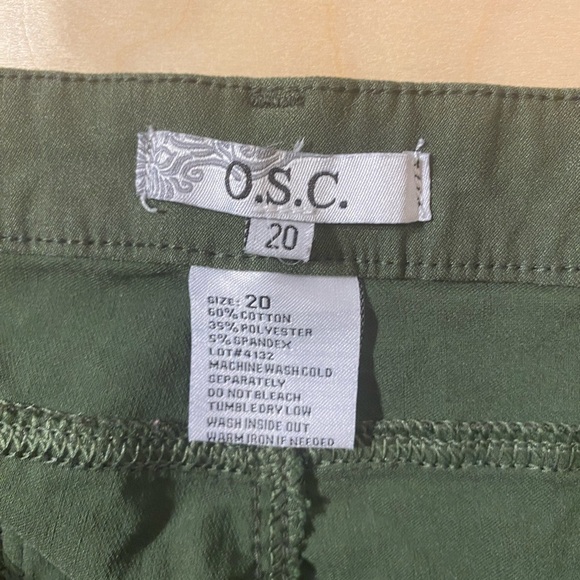 O.S.C.
20
SIZE: 20
60% COTTON
35% POLYESTER
5% SPANDEX
LOT#4132
MACHINE WASH COLD
SEPARATELY
DO NOT BLEACH
TUMBLE DRY LOW
WASH INSIDE OUT
WARM IRON IF NEEDED